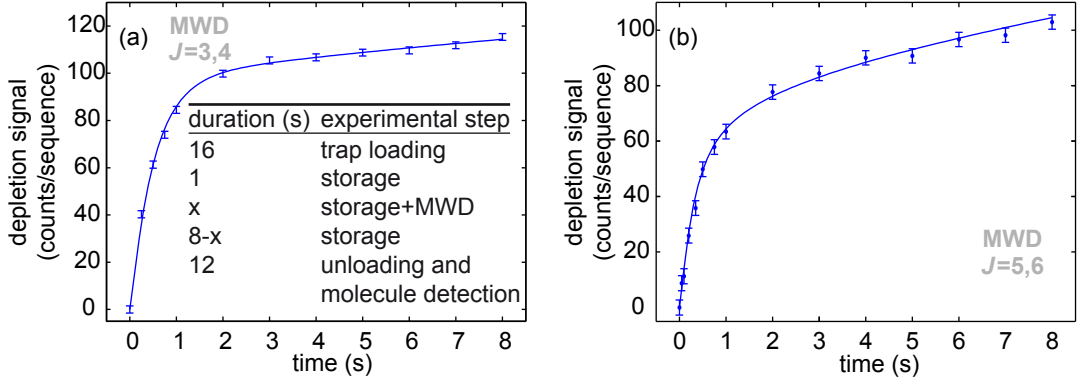 (a)
MWD
J=3,4
depletion signal
(counts/sequence)
120
100
80
60
40
20
0
duration (s) experimental step
16 trap loading
1 storage
x storage+MWD
8-x storage
12 unloading and
molecule detection
0 1 2 3 4 5 6 7 8
time (s)
(b)
depletion signal
(counts/sequence)
100
80
60
40
20
0
MWD
J=5,6
0 1 2 3 4 5 6 7 8
time (s)